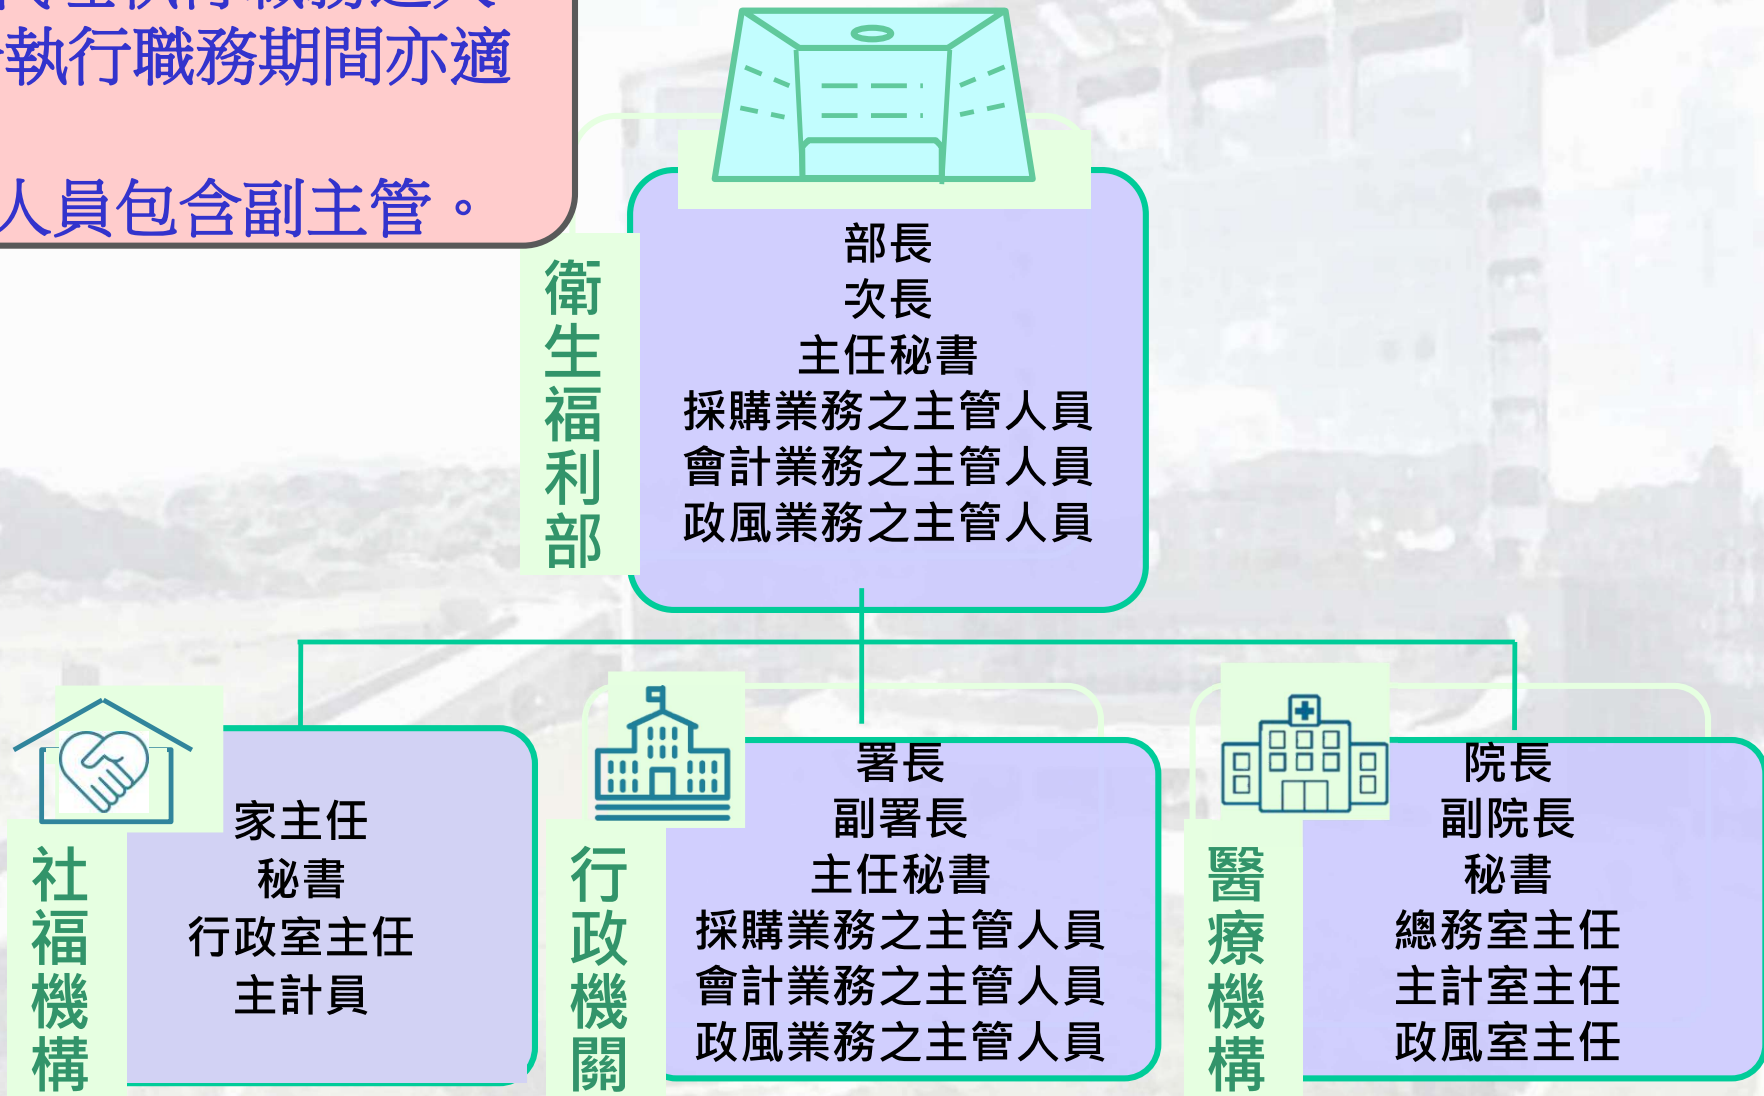 執行職務期間亦適
人員包含副主管。
衛生福利部
部長
次長
主任秘書
採購業務之主管人員
會計業務之主管人員
政風業務之主管人員
社福機構
家主任
秘書
行政室主任
主計員
行政機關
署長
副署長
主任秘書
採購業務之主管人員
會計業務之主管人員
政風業務之主管人員
醫療機構
院長
副院長
秘書
總務室主任
主計室主任
政風室主任